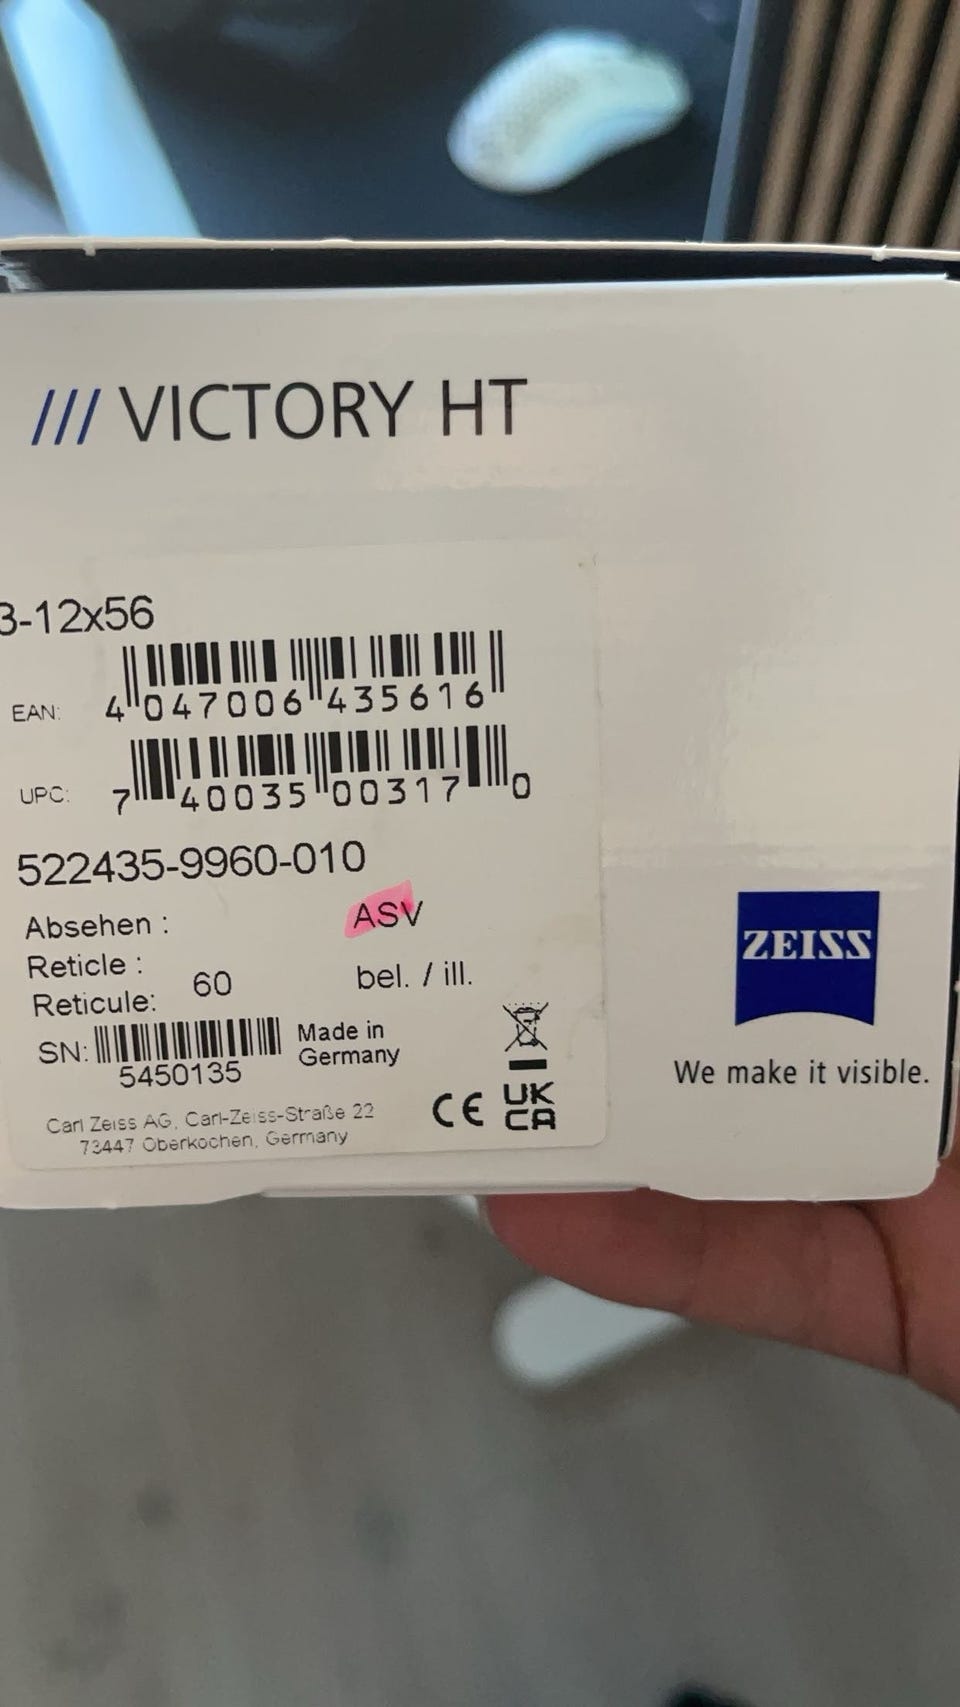 /// VICTORY HT
3-12x56
EAN: 4 047006 435616
UPC: 7 40035 00317 0
522435-9960-010
Absehen : ASV
Reticle :
Reticule: 60 bel. / ill.
SN: 5450135
Made in
Germany
Carl Zeiss AG, Carl-Zeiss-Straße 22
73447 Oberkochen, Germany
CE UK
CA
ZEISS
We make it visible.